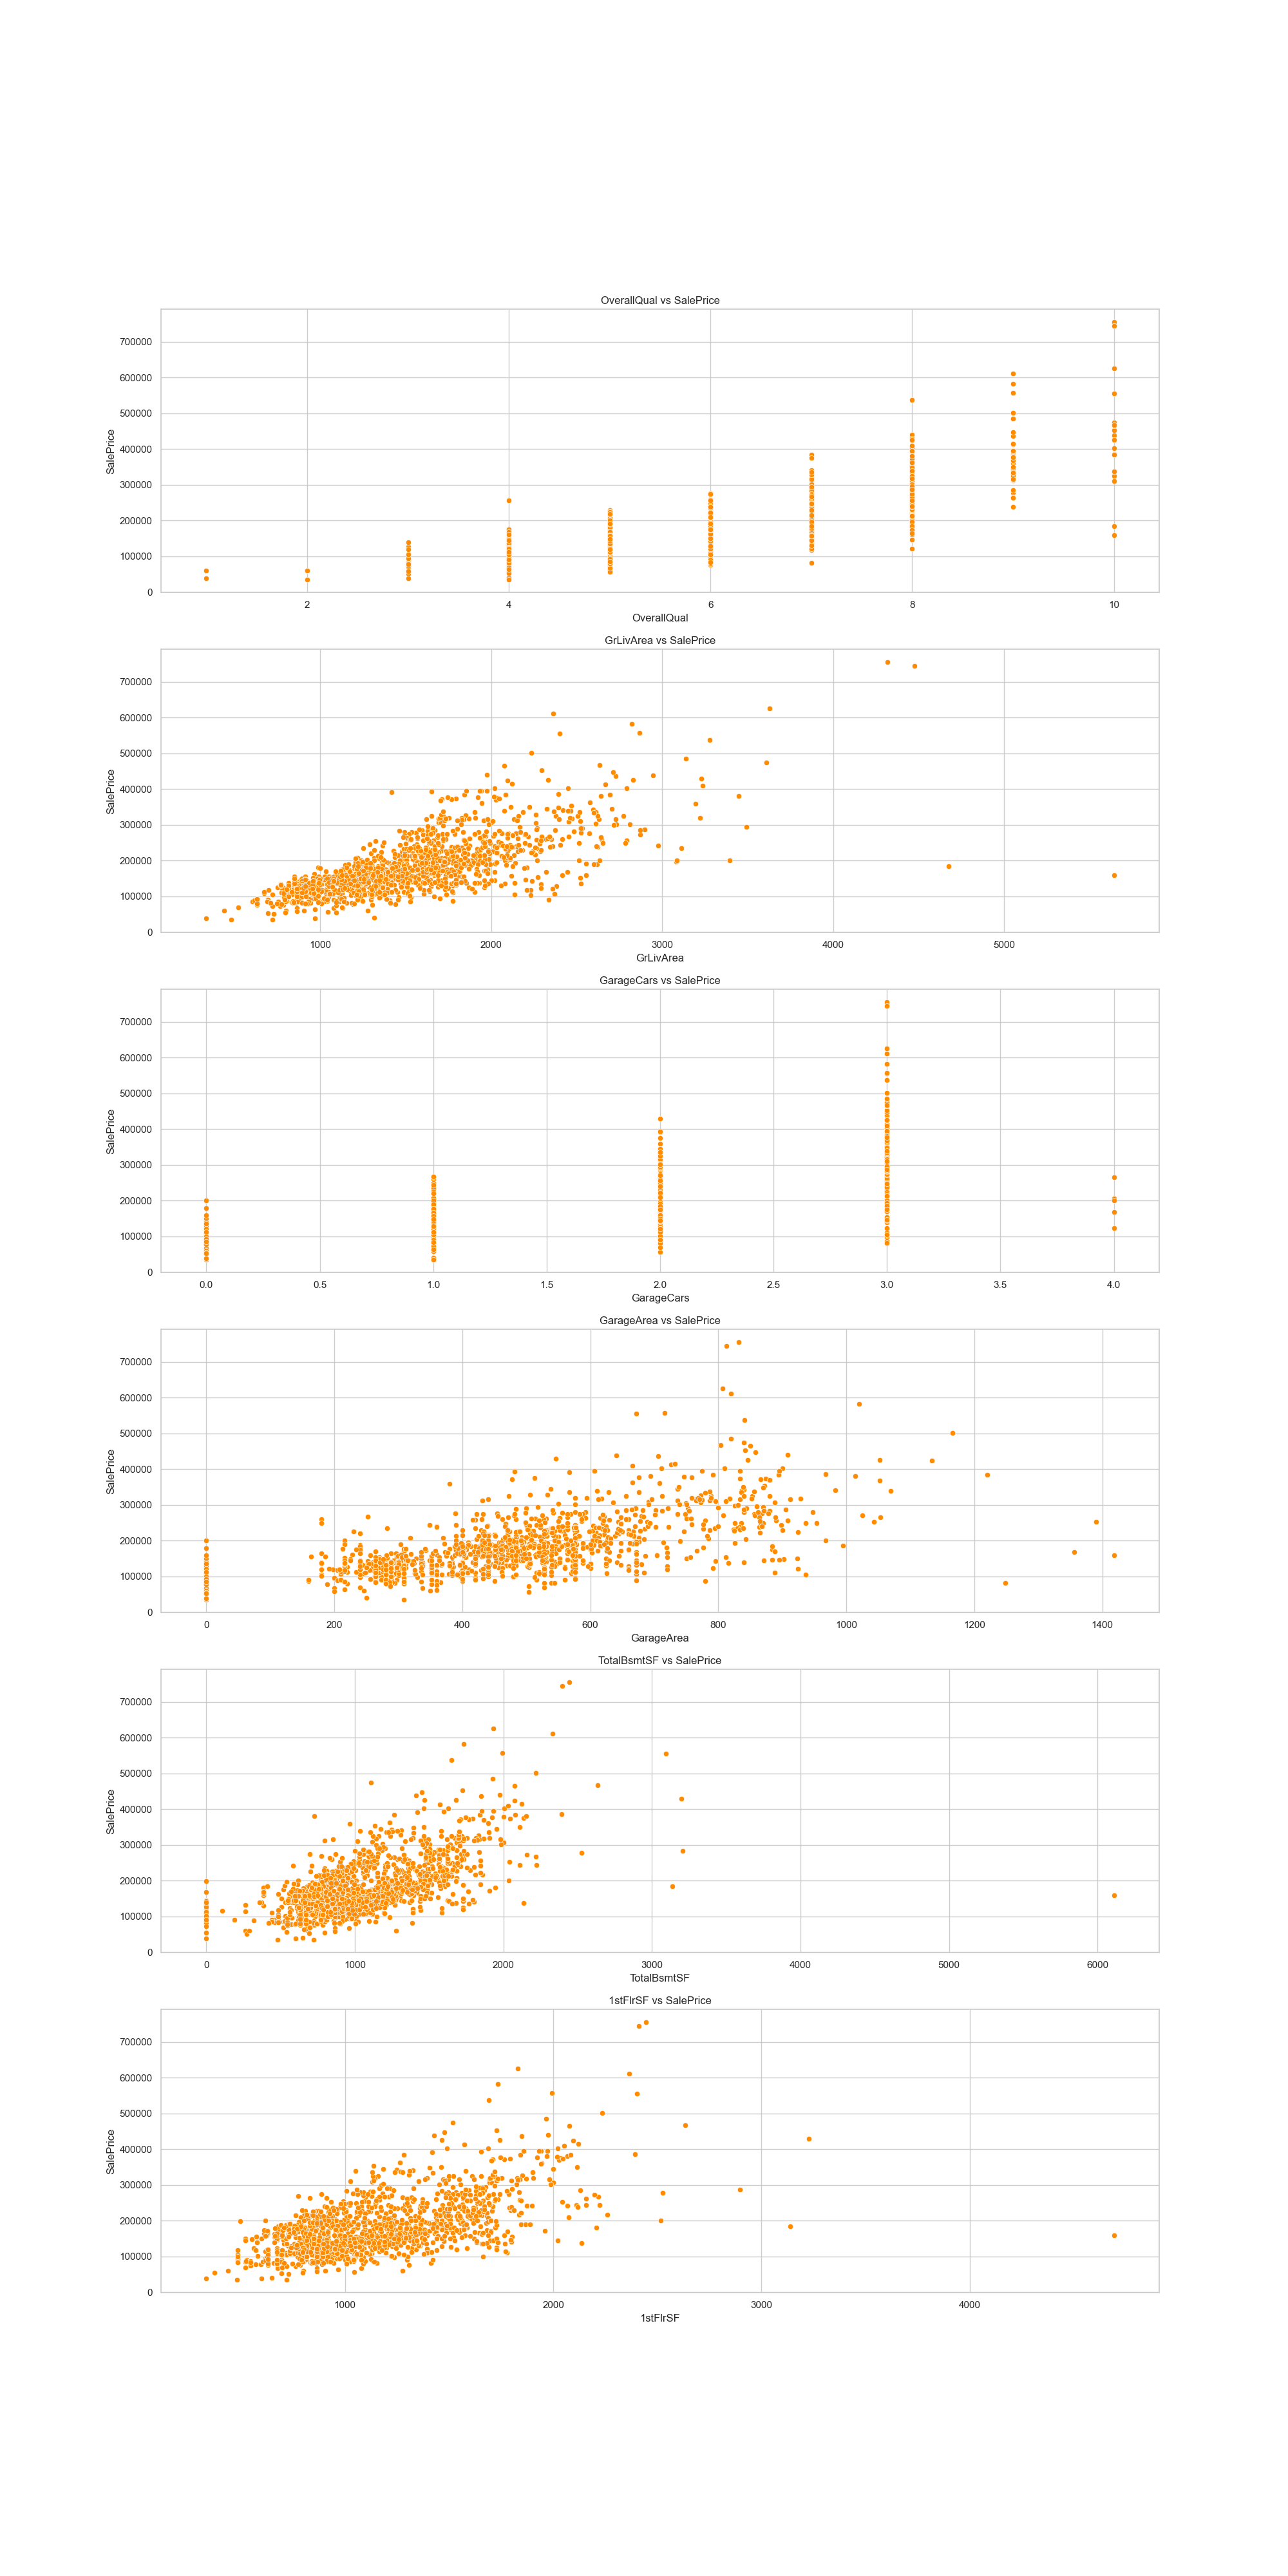 OverallQual vs SalePrice
700000
600000
500000
400000
300000
200000
100000
0
SalePrice
2 4 6 8 10
OverallQual
GrLivArea vs SalePrice
700000
600000
500000
400000
300000
200000
100000
0
SalePrice
1000 2000 3000 4000 5000
GrLivArea
GarageCars vs SalePrice
700000
600000
500000
400000
300000
200000
100000
0
SalePrice
0.0 0.5 1.0 1.5 2.0 2.5 3.0 3.5 4.0
GarageCars
GarageArea vs SalePrice
700000
600000
500000
400000
300000
200000
100000
0
SalePrice
0 200 400 600 800 1000 1200 1400
GarageArea
TotalBsmtSF vs SalePrice
700000
600000
500000
400000
300000
200000
100000
0
SalePrice
0 1000 2000 3000 4000 5000 6000
TotalBsmtSF
1stFlrSF vs SalePrice
700000
600000
500000
400000
300000
200000
100000
0
SalePrice
1000 2000 3000 4000
1stFlrSF